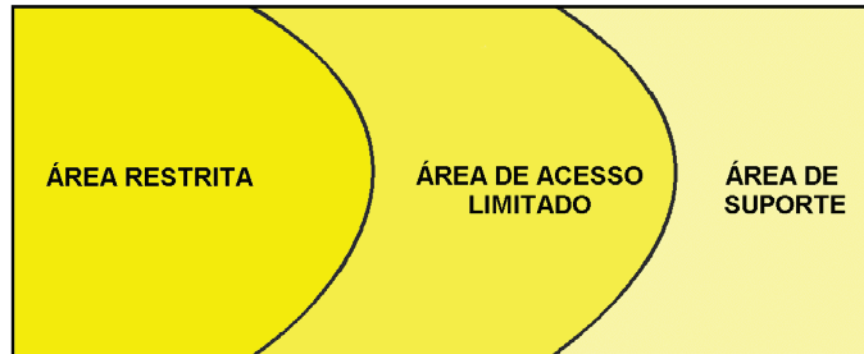 ÁREA RESTRITA
ÁREA DE ACESSO
LIMITADO
ÁREA DE
SUPORTE